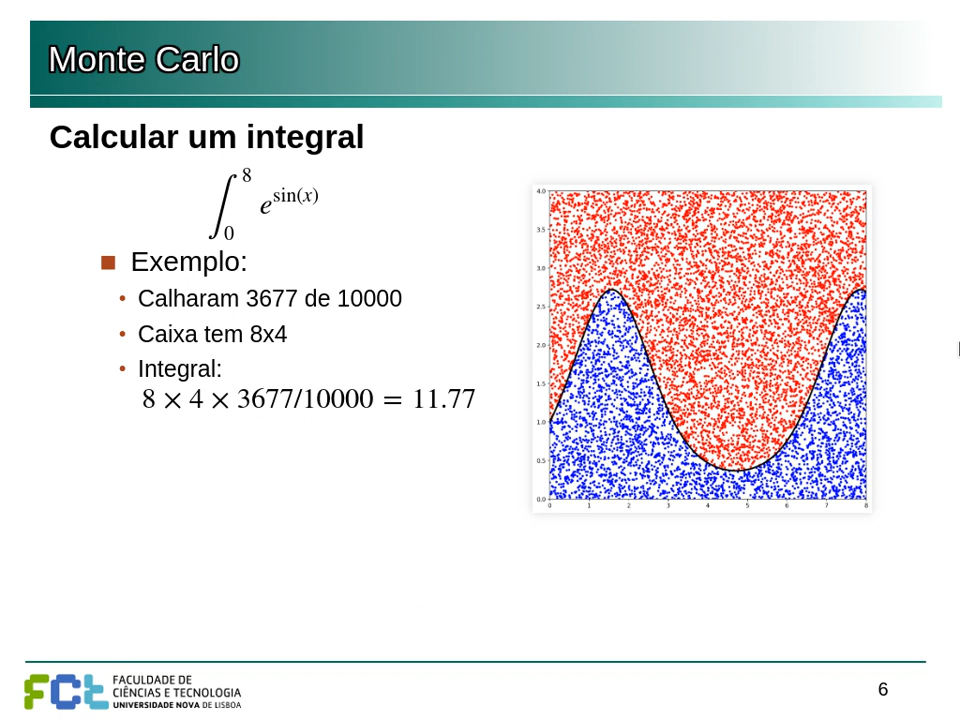 Monte Carlo
Calcular um integral
∫₀⁸ e^sin(x)
Exemplo:
• Calharam 3677 de 10000
• Caixa tem 8x4
• Integral:
8 × 4 × 3677/10000 = 11.77
4.0
3.5
3.0
2.5
2.0
1.5
1.0
0.5
0.0
0 1 2 3 4 5 6 7 8
FCt
FACULDADE DE
CIÊNCIAS E TECNOLOGIA
UNIVERSIDADE NOVA DE LISBOA
6